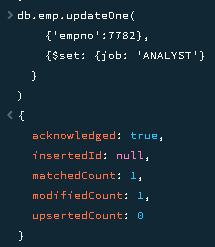 db.emp.updateOne(
{'empno':7782},
{$set: {job: 'ANALYST'}
}
)
< {
acknowledged: true,
insertedId: null,
matchedCount: 1,
modifiedCount: 1,
upsertedCount: 0
}